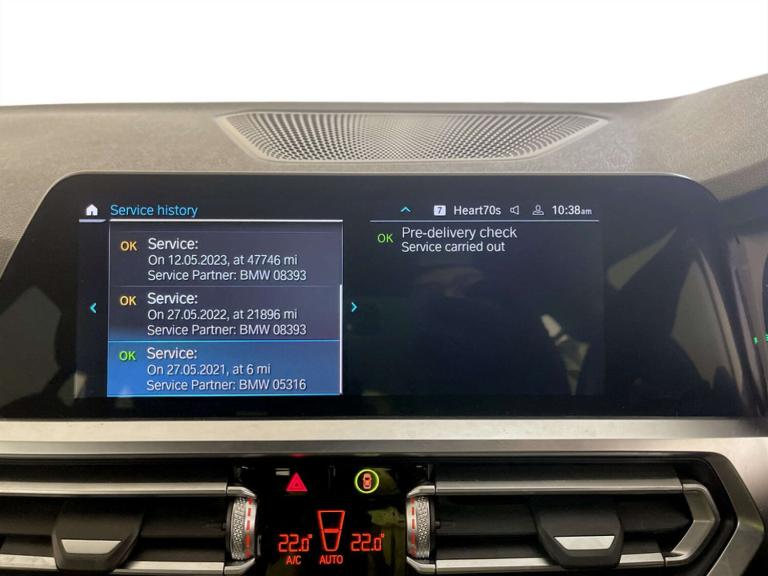 Service history
7 Heart70s 10:38am
OK Service:
On 12.05.2023, at 47746 mi
Service Partner: BMW 08393
OK Service:
On 27.05.2022, at 21896 mi
Service Partner: BMW 08393
OK Service:
On 27.05.2021, at 6 mi
Service Partner: BMW 05316
OK Pre-delivery check
Service carried out
22.0° 22.0°
A/C AUTO